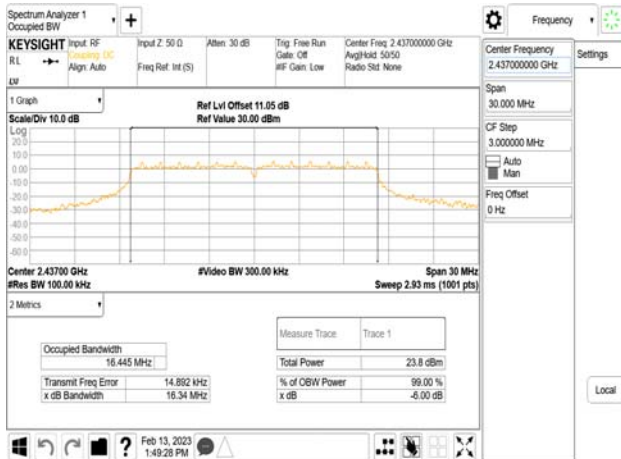 Spectrum Analyzer 1
Occupied BW
+
Frequency
KEYSIGHT
RL
LXI
Input: RF
Coupling: DC
Align: Auto
Input Z: 50 Ω
Freq Ref: Int (S)
Atten: 30 dB
Trig: Free Run
Gate: Off
#IF Gain: Low
Center Freq: 2.437000000 GHz
Avg|Hold: 50/50
Radio Std: None
Center Frequency
2.437000000 GHz
Settings
Span
30.000 MHz
CF Step
3.000000 MHz
Auto
Man
Freq Offset
0 Hz
Local
1 Graph
Scale/Div 10.0 dB
Ref Lvl Offset 11.05 dB
Ref Value 30.00 dBm
Log
20.0
10.0
0.00
-10.0
-20.0
-30.0
-40.0
-50.0
-60.0
Center 2.43700 GHz
#Video BW 300.00 kHz
Span 30 MHz
#Res BW 100.00 kHz
Sweep 2.93 ms (1001 pts)
2 Metrics
Measure Trace
Trace 1
Occupied Bandwidth
16.445 MHz
Total Power
23.8 dBm
Transmit Freq Error
14.892 kHz
% of OBW Power
99.00 %
x dB Bandwidth
16.34 MHz
x dB
-6.00 dB
?
Feb 13, 2023
1:49:28 PM